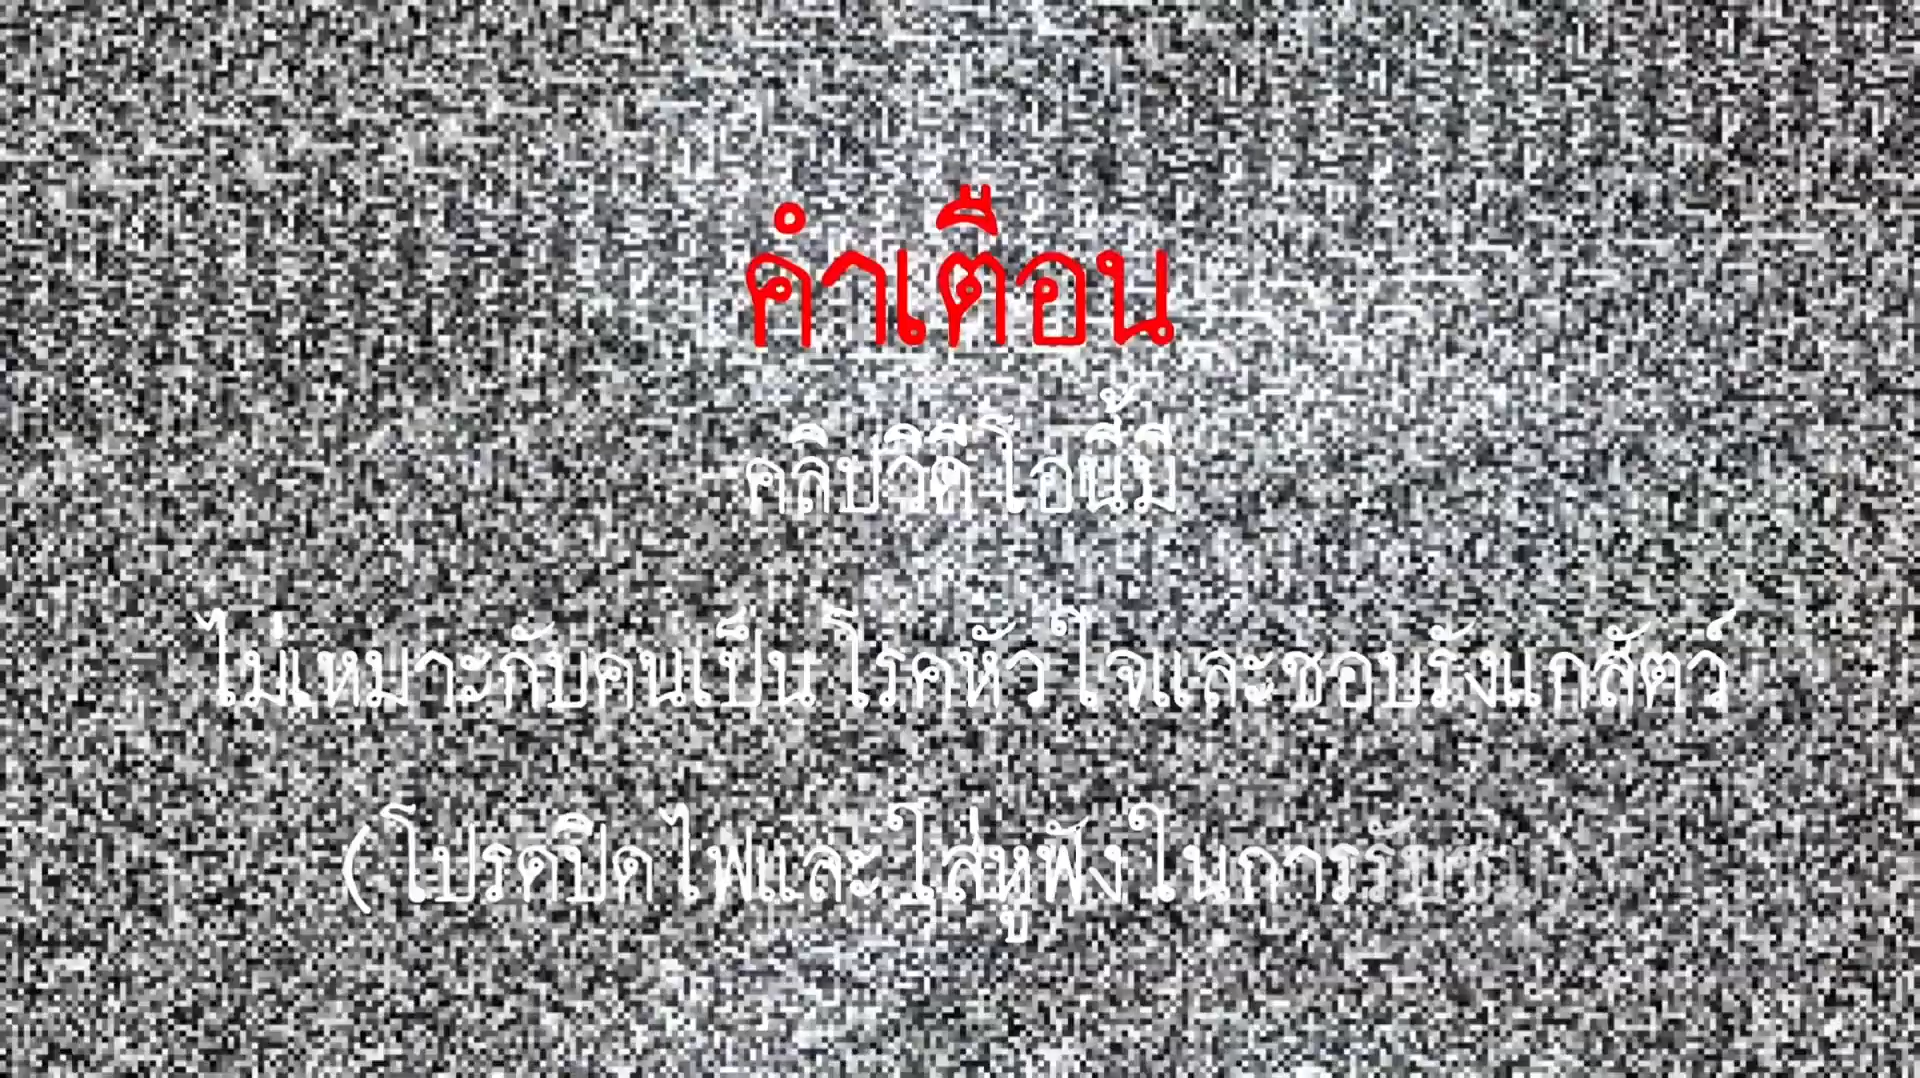 คำเตือน
คลิปวิดีโอนี้มี
ไม่เหมาะกับคนเป็นโรคหัวใจและชอบรังแกสัตว์
(โปรดปิดไฟและใส่หูฟังในการรับ